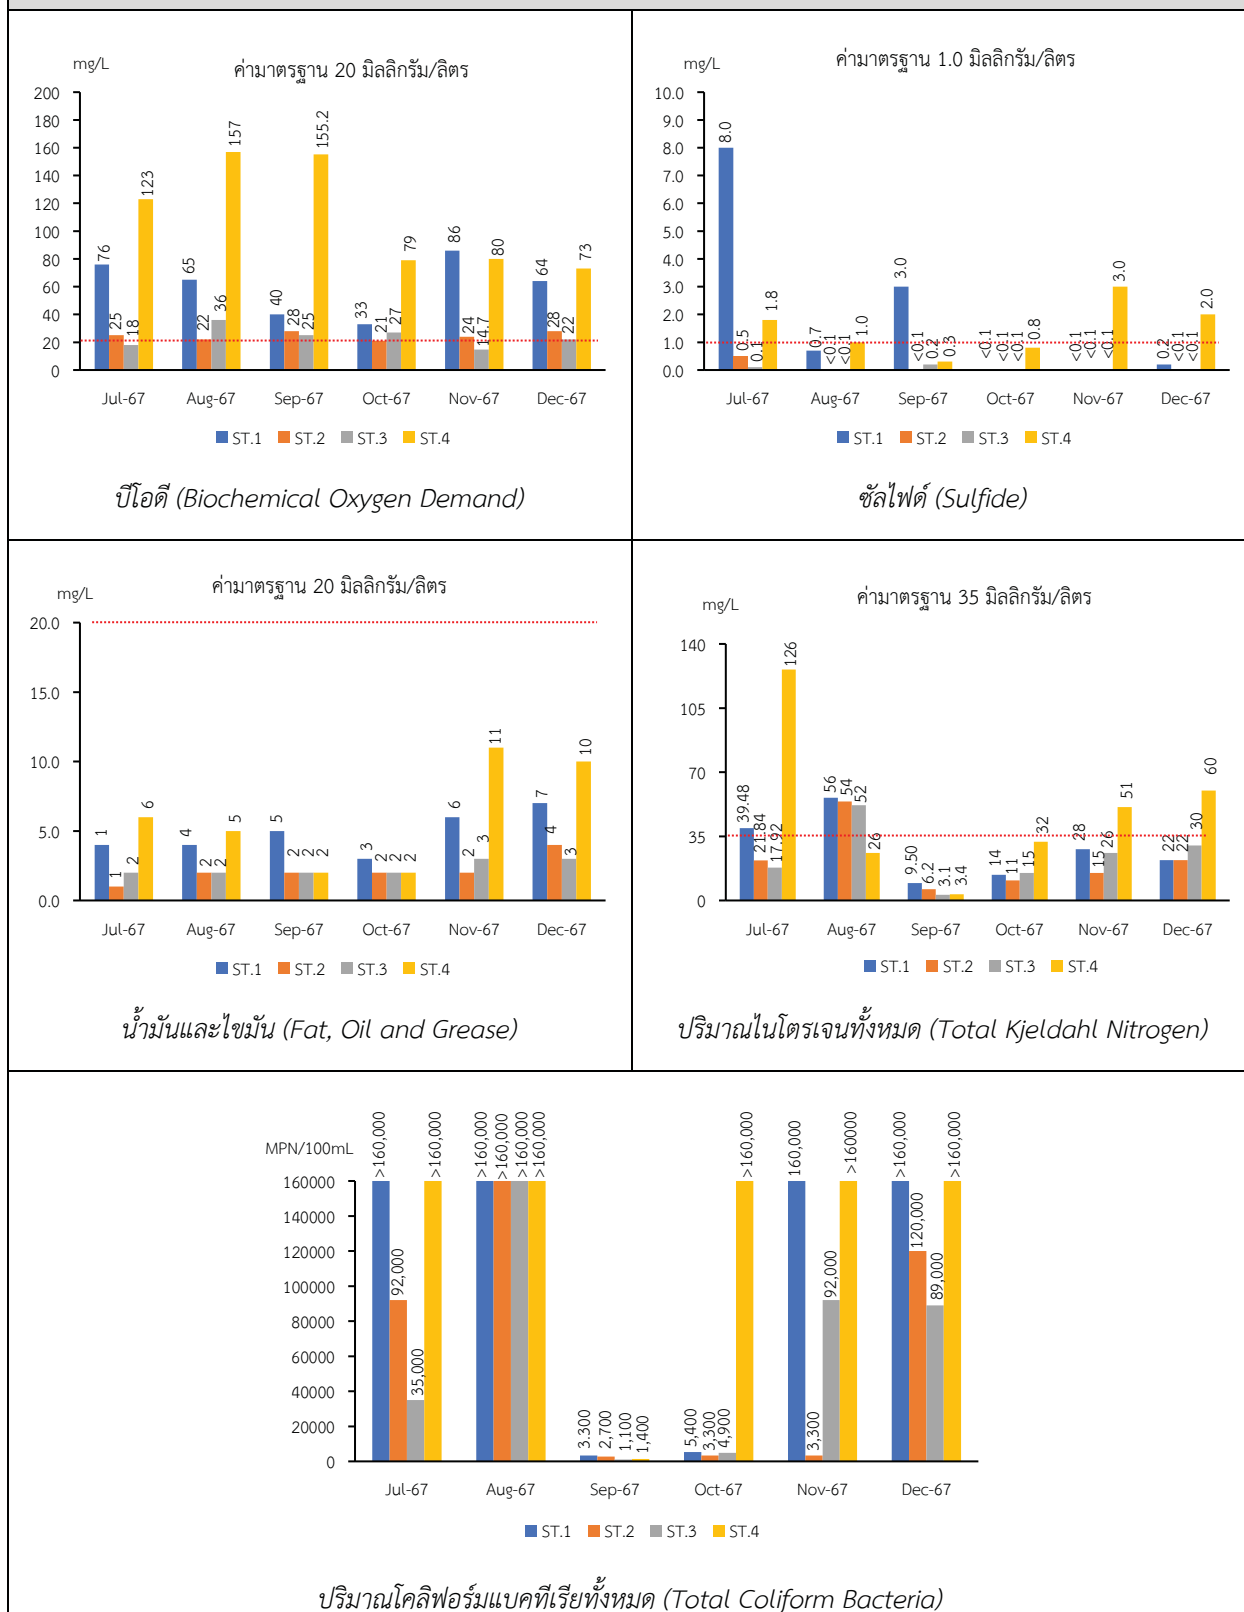 mg/L
ค่ามาตรฐาน 20 มิลลิกรัม/ลิตร
200
180
160
140
120
100
80
60
40
20
0
76 25 18 123
65 22 36 157
40 28 25 155.2
33 21 27 79
86 24 14.7 80
64 28 22 73
Jul-67 Aug-67 Sep-67 Oct-67 Nov-67 Dec-67
ST.1 ST.2 ST.3 ST.4
บีโอดี (Biochemical Oxygen Demand)
mg/L
ค่ามาตรฐาน 1.0 มิลลิกรัม/ลิตร
10.0
9.0
8.0
7.0
6.0
5.0
4.0
3.0
2.0
1.0
0.0
8.0 0.5 0.1 1.8
0.7 <0.1 <0.1 1.0
3.0 <0.1 0.2 0.3
<0.1 <0.1 <0.1 0.8
<0.1 <0.1 <0.1 3.0
0.2 <0.1 <0.1 2.0
Jul-67 Aug-67 Sep-67 Oct-67 Nov-67 Dec-67
ST.1 ST.2 ST.3 ST.4
ซัลไฟด์ (Sulfide)
mg/L
ค่ามาตรฐาน 20 มิลลิกรัม/ลิตร
20.0
15.0
10.0
5.0
0.0
1 1 2 6
4 2 2 5
5 2 2 2
3 2 2 2
6 2 3 11
7 4 3 10
Jul-67 Aug-67 Sep-67 Oct-67 Nov-67 Dec-67
ST.1 ST.2 ST.3 ST.4
น้ำมันและไขมัน (Fat, Oil and Grease)
mg/L
ค่ามาตรฐาน 35 มิลลิกรัม/ลิตร
140
105
70
35
0
39.48 21.84 17.92 126
56 54 52 26
9.50 6.2 3.1 3.4
14 11 15 32
28 15 26 51
22 22 30 60
Jul-67 Aug-67 Sep-67 Oct-67 Nov-67 Dec-67
ST.1 ST.2 ST.3 ST.4
ปริมาณไนโตรเจนทั้งหมด (Total Kjeldahl Nitrogen)
MPN/100mL
160000
140000
120000
100000
80000
60000
40000
20000
0
>160,000 92,000 35,000 >160,000
>160,000 >160,000 >160,000 >160,000
3.300 2,700 1,100 1,400
5,400 3,300 4,900 >160,000
160,000 3,300 92,000 >160000
>160,000 120,000 89,000 >160,000
Jul-67 Aug-67 Sep-67 Oct-67 Nov-67 Dec-67
ST.1 ST.2 ST.3 ST.4
ปริมาณโคลิฟอร์มแบคทีเรียทั้งหมด (Total Coliform Bacteria)